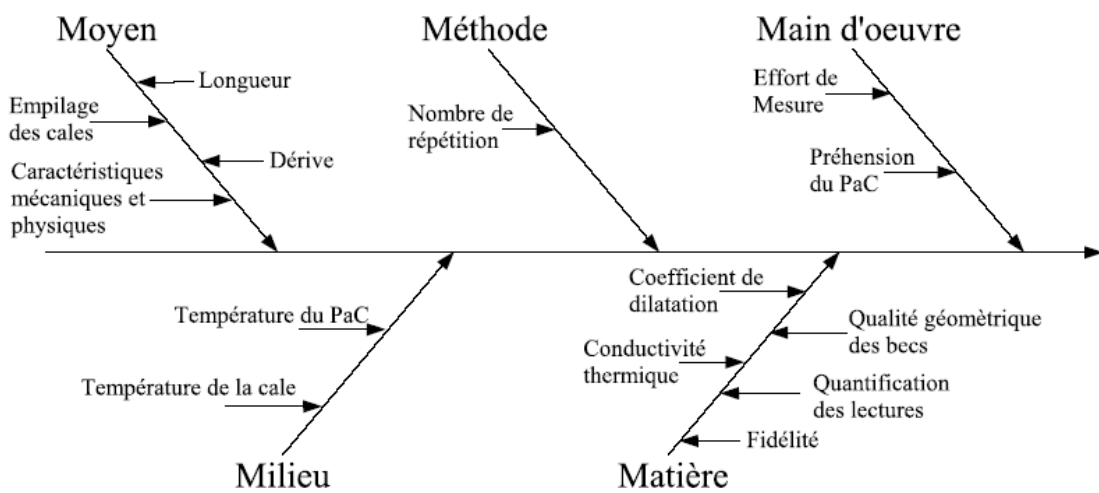 Moyen
Méthode
Main d'oeuvre
Longueur
Empilage
des cales
Dérive
Caractéristiques
mécaniques et
physiques
Nombre de
répétition
Effort de
Mesure
Préhension
du PaC
Température du PaC
Température de la cale
Coefficient de
dilatation
Qualité géomètrique
des becs
Conductivité
thermique
Quantification
des lectures
Fidélité
Milieu
Matière